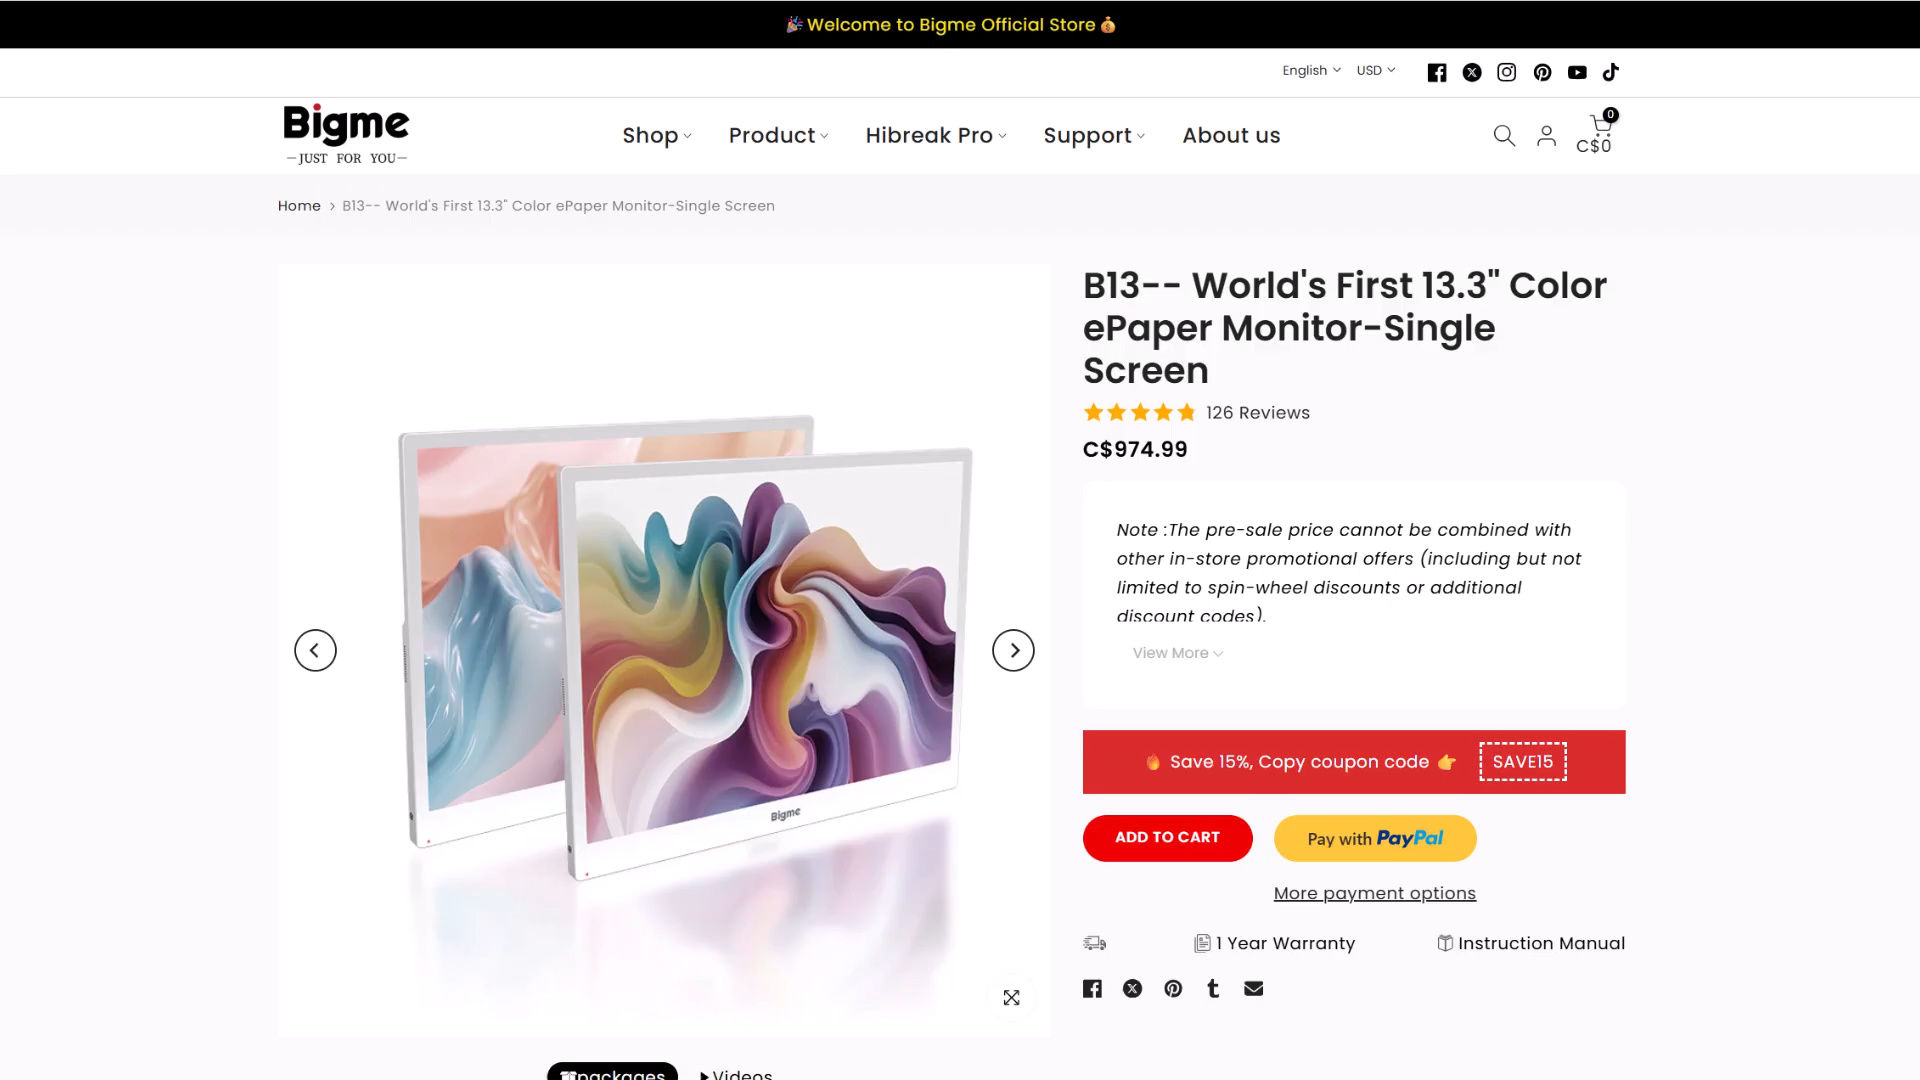 🎉Welcome to Bigme Official Store💰
English USD
Bigme
—JUST FOR YOU—
Shop Product Hibreak Pro Support About us
0
C$0
Home > B13-- World's First 13.3" Color ePaper Monitor-Single Screen
B13-- World's First 13.3" Color
ePaper Monitor-Single
Screen
126 Reviews
C$974.99
Note :The pre-sale price cannot be combined with
other in-store promotional offers (including but not
limited to spin-wheel discounts or additional
discount codes).
View More
🔥 Save 15%, Copy coupon code 👉 SAVE15
ADD TO CART
Pay with PayPal
More payment options
1 Year Warranty
Instruction Manual
Bigme
packages
Videos